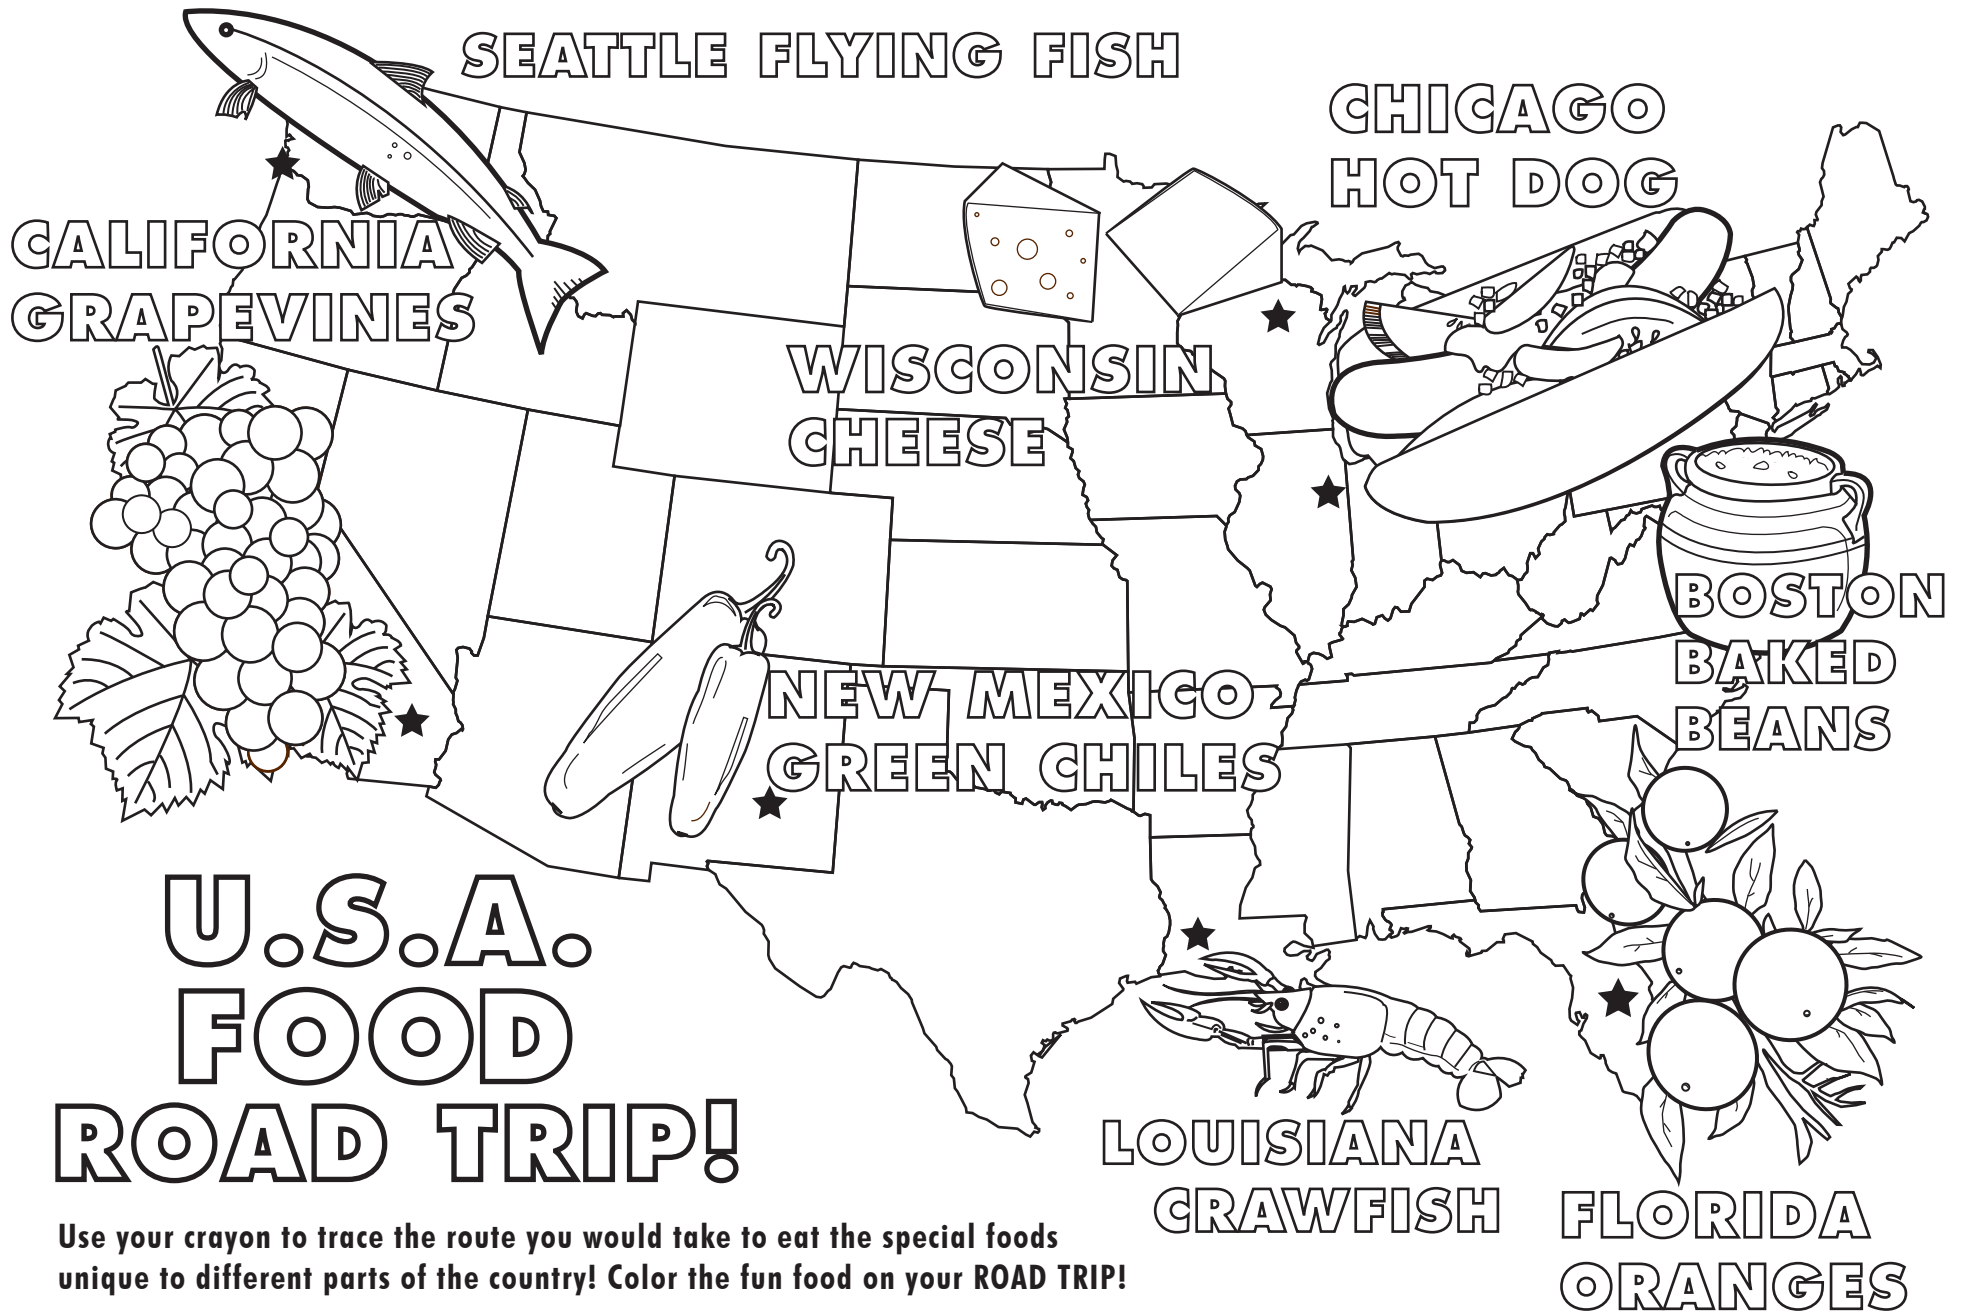 SEATTLE FLYING FISH
CHICAGO
HOT DOG
CALIFORNIA
GRAPEVINES
WISCONSIN
CHEESE
BOSTON
BAKED
BEANS
NEW MEXICO
GREEN CHILES
U.S.A.
FOOD
ROAD TRIP!
LOUISIANA
CRAWFISH
FLORIDA
ORANGES
Use your crayon to trace the route you would take to eat the special foods
unique to different parts of the country! Color the fun food on your ROAD TRIP!